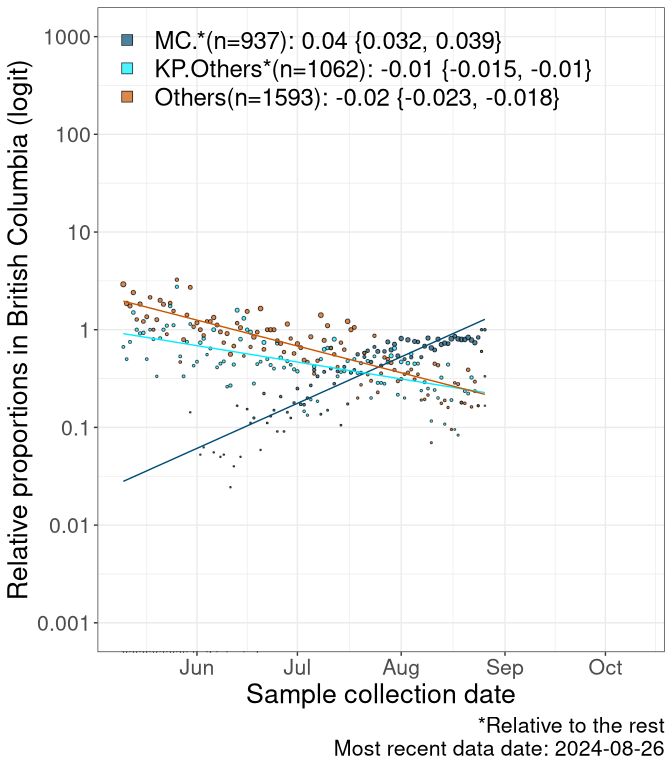 MC.*(n=937): 0.04 {0.032, 0.039}
KP.Others*(n=1062): -0.01 {-0.015, -0.01}
Others(n=1593): -0.02 {-0.023, -0.018}
Relative proportions in British Columbia (logit)
1000
100
10
1
0.1
0.01
0.001
Jun Jul Aug Sep Oct
Sample collection date
*Relative to the rest
Most recent data date: 2024-08-26